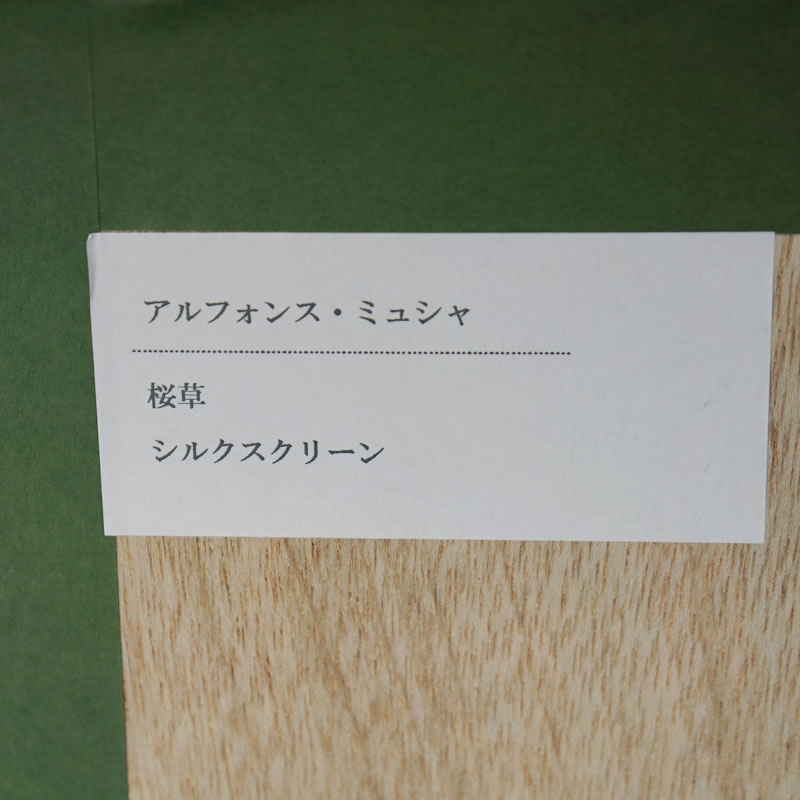 アルフォンス・ミュシャ
桜草
シルクスクリーン